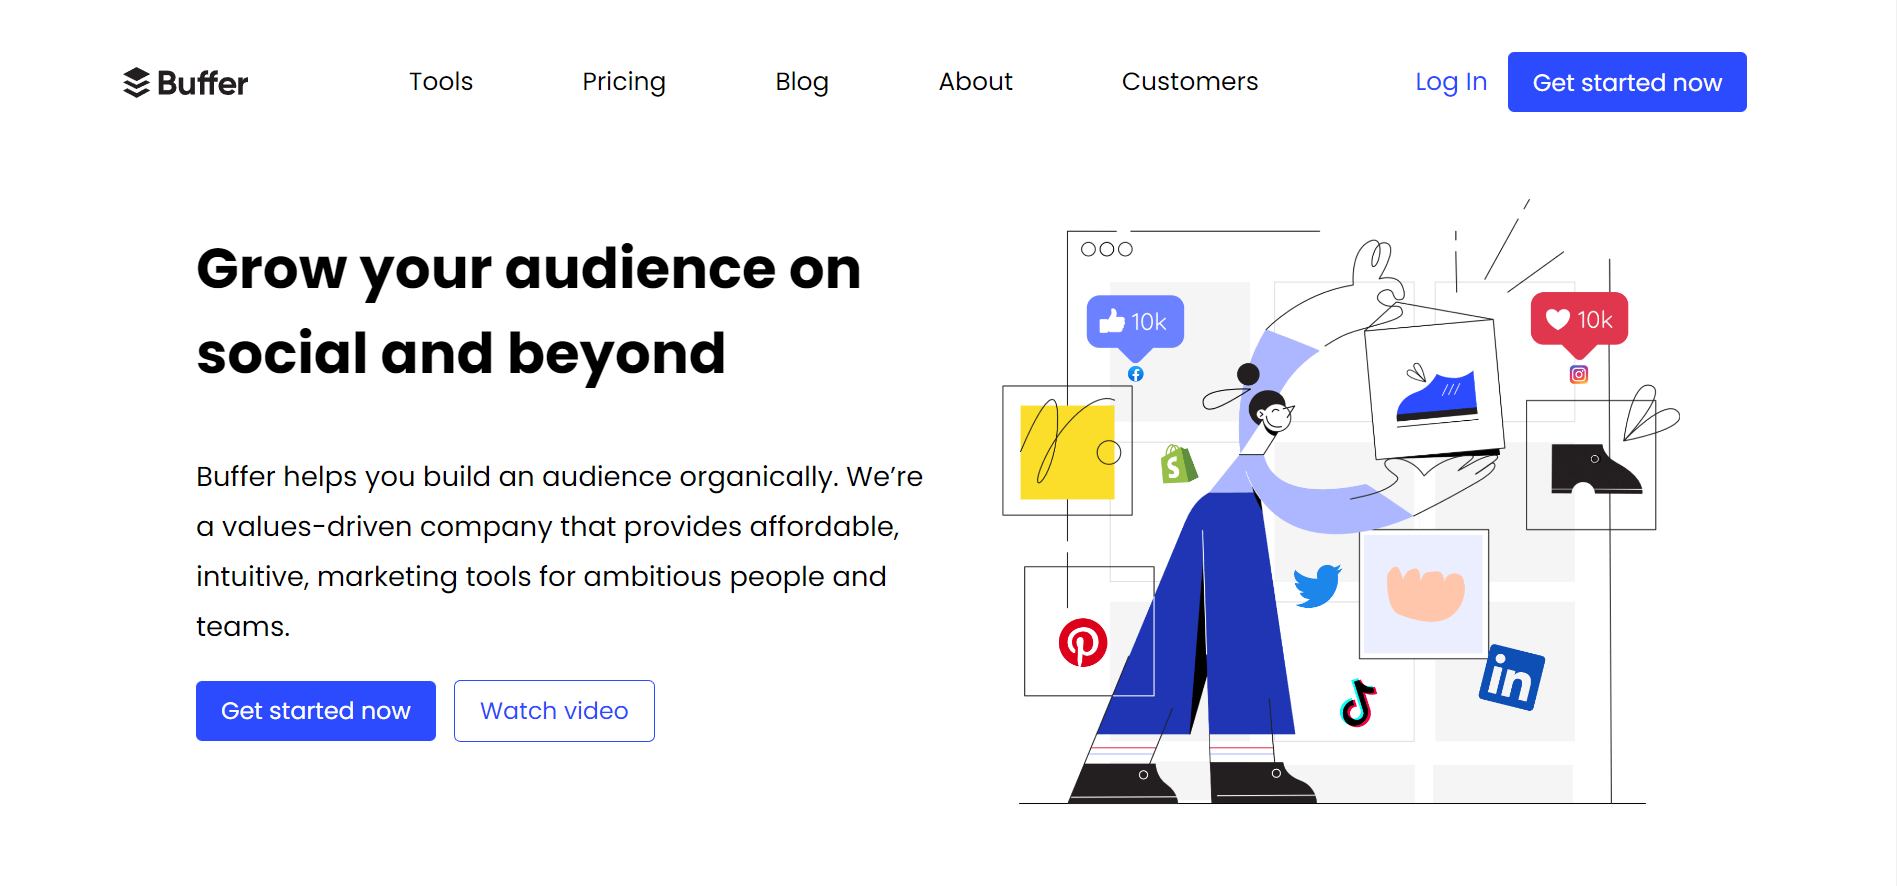 Buffer
Tools
Pricing
Blog
About
Customers
Log In
Get started now
Grow your audience on
social and beyond
Buffer helps you build an audience organically. We’re
a values-driven company that provides affordable,
intuitive, marketing tools for ambitious people and
teams.
Get started now
Watch video
10k
10k
S
in